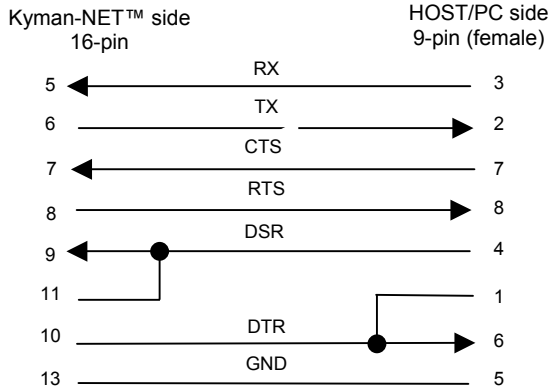 Kyman-NET™ side HOST/PC side
16-pin 9-pin (female)
5 RX 3
6 TX 2
7 CTS 7
8 RTS 8
9 DSR 4
11 1
10 DTR 6
13 GND 5